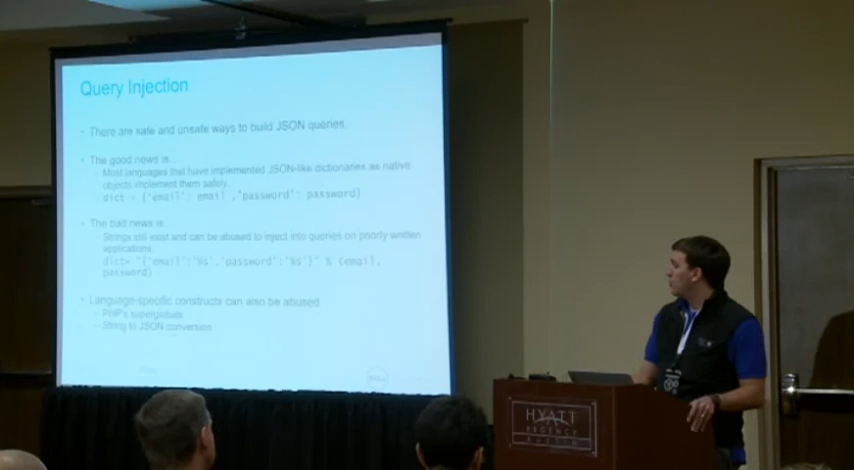 Query Injection
- There are safe and unsafe ways to build JSON queries.
- The good news is...
- Most languages that have implemented JSON-like dictionaries as native
objects implement them safely.
- dict = {'email': email ,'password': password}
- The bad news is...
- Strings still exist and can be abused to inject into queries on poorly written
applications.
dict= "{'email':'%s','password':'%s'}" % (email,
password)
- Language-specific constructs can also be abused
- PHP's superglobals
- String to JSON conversion
DELL
HYATT
REGENCY
AUSTIN